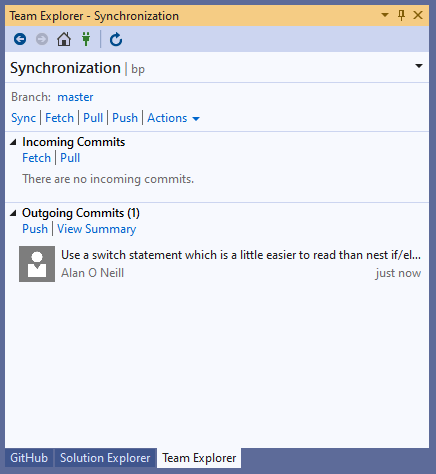 Team Explorer - Synchronization
Synchronization | bp
Branch: master
Sync | Fetch | Pull | Push | Actions
Incoming Commits
Fetch | Pull
There are no incoming commits.
Outgoing Commits (1)
Push | View Summary
Use a switch statement which is a little easier to read than nest if/el...
Alan O Neill just now
GitHub Solution Explorer Team Explorer